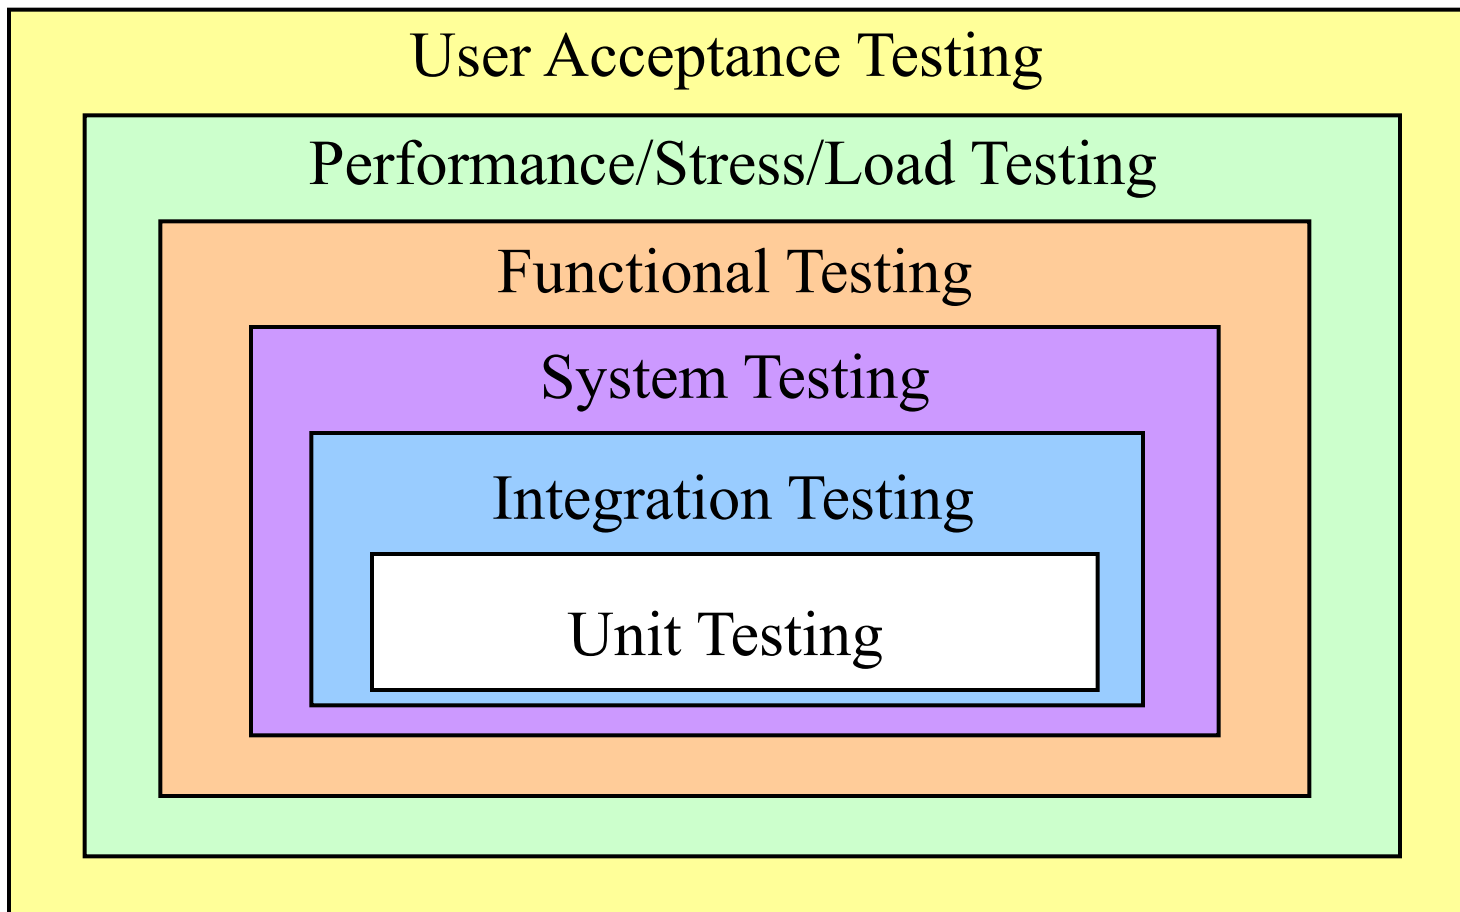 User Acceptance Testing
Performance/Stress/Load Testing
Functional Testing
System Testing
Integration Testing
Unit Testing